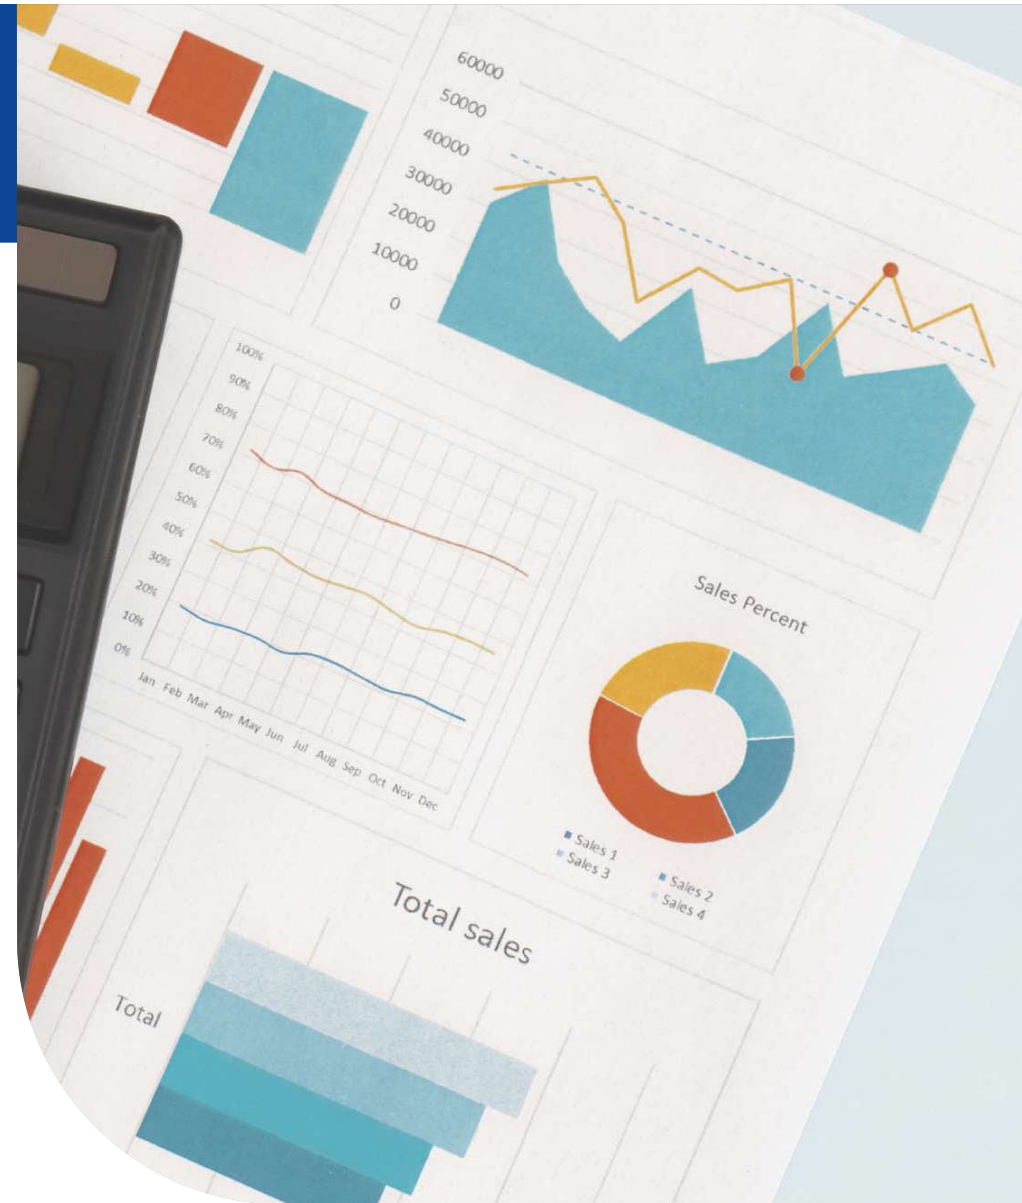 60000
50000
40000
30000
20000
10000
0
100%
90%
80%
70%
60%
50%
40%
30%
20%
10%
0%
Jan Feb Mar Apr May Jun Jul Aug Sep Oct Nov Dec
Sales Percent
Sales 1
Sales 2
Sales 3
Sales 4
Total sales
Total